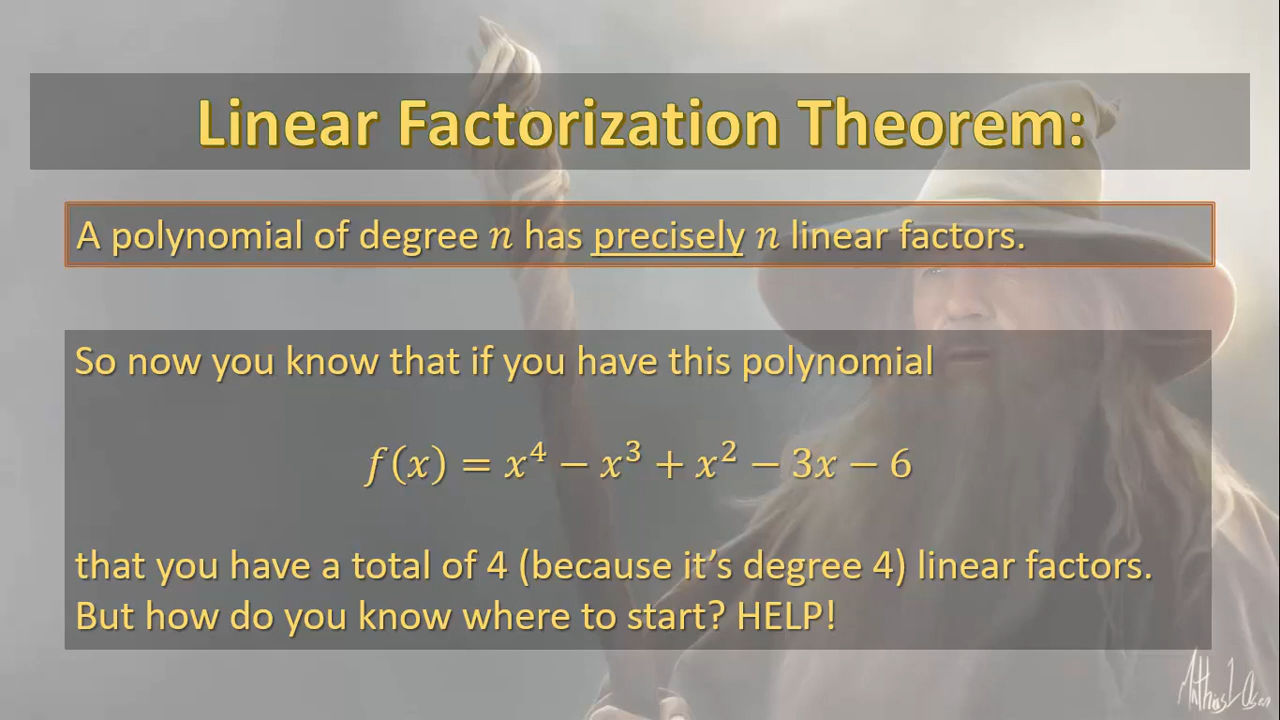 Linear Factorization Theorem:
A polynomial of degree n has precisely n linear factors.
So now you know that if you have this polynomial
f(x) = x⁴ − x³ + x² − 3x − 6
that you have a total of 4 (because it's degree 4) linear factors.
But how do you know where to start? HELP!